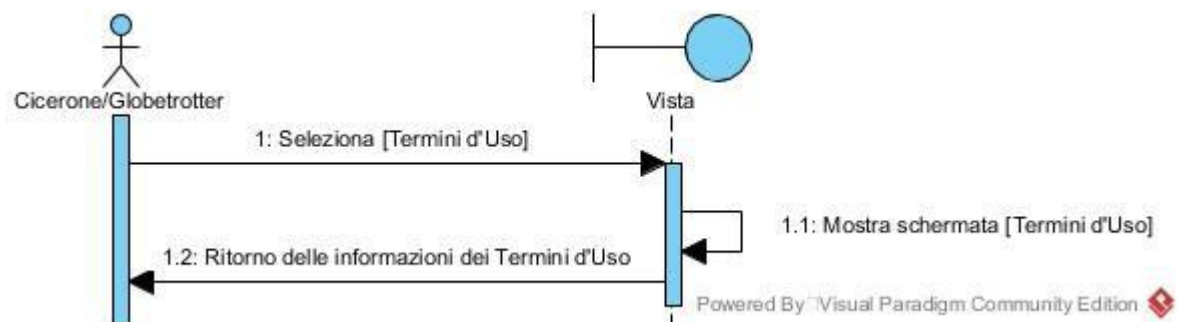 Cicerone/Globetrotter
Vista
1: Seleziona [Termini d'Uso]
1.1: Mostra schermata [Termini d'Uso]
1.2: Ritorno delle informazioni dei Termini d'Uso
Powered By Visual Paradigm Community Edition